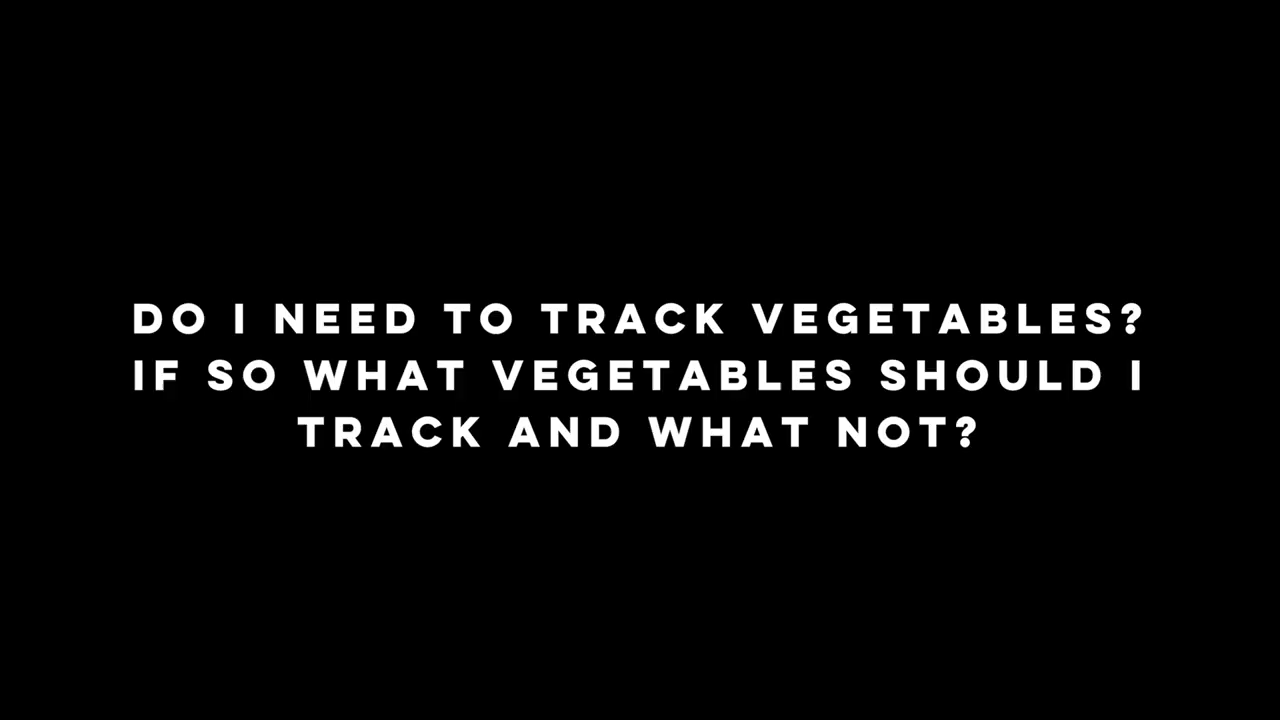 DO I NEED TO TRACK VEGETABLES?
IF SO WHAT VEGETABLES SHOULD I
TRACK AND WHAT NOT?